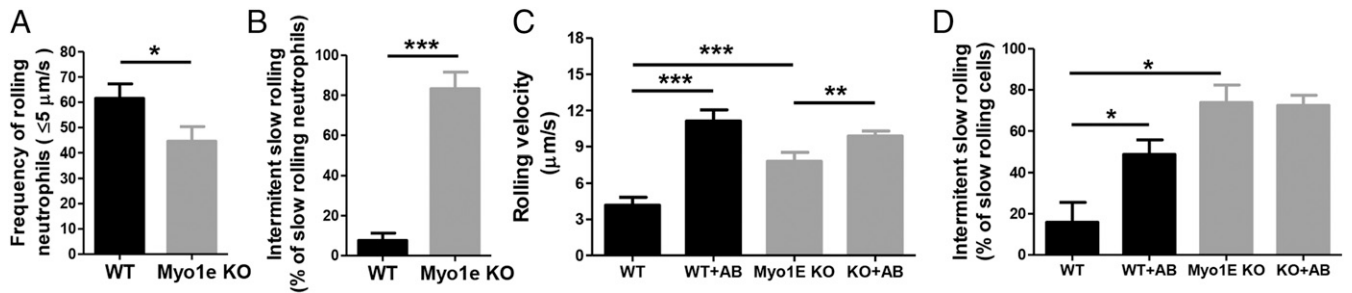 A
Frequency of rolling
neutrophils ( ≤5 μm/s )
80
70
60
50
40
30
20
10
0
*
WT
Myo1e KO
B
Intermitent slow rolling
(% of slow rolling neutrophils)
100
80
60
40
20
0
***
WT
Myo1e KO
C
Rolling velocity
(μm/s)
18
15
12
9
6
3
0
***
***
**
WT
WT+AB
Myo1E KO
KO+AB
D
Intermitent slow rolling
(% of slow rolling cells)
100
80
60
40
20
0
*
*
WT
WT+AB
Myo1E KO
KO+AB